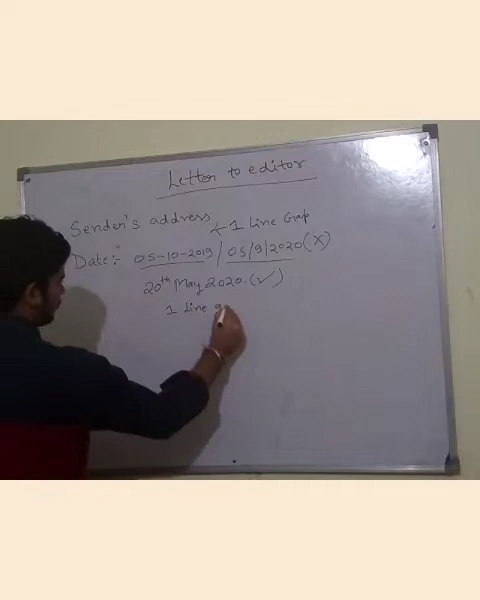 Letter to editor
Sender's address ← 1 Line Gap
Date:- 05-10-2019 / 05/9/2020 (X)
20th May 2020. (✓)
1 Line g